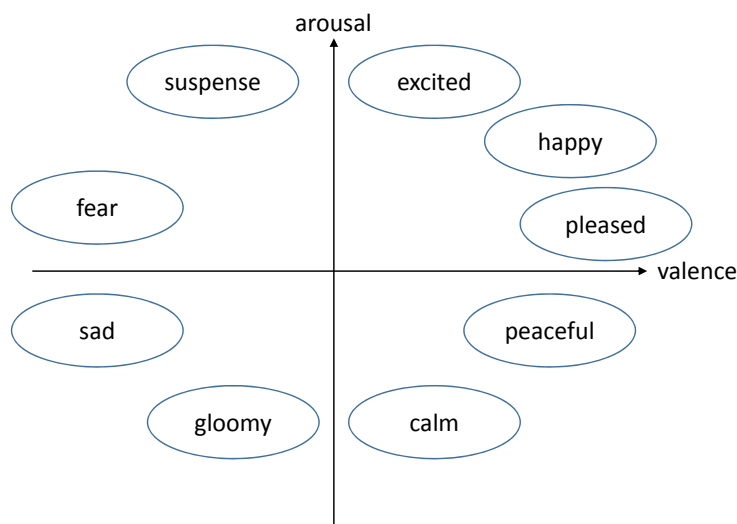 arousal
suspense
excited
happy
fear
pleased
valence
sad
peaceful
gloomy
calm